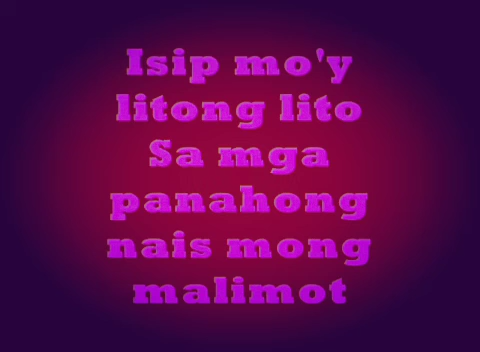 Isip mo'y
litong lito
Sa mga
panahong
nais mong
malimot